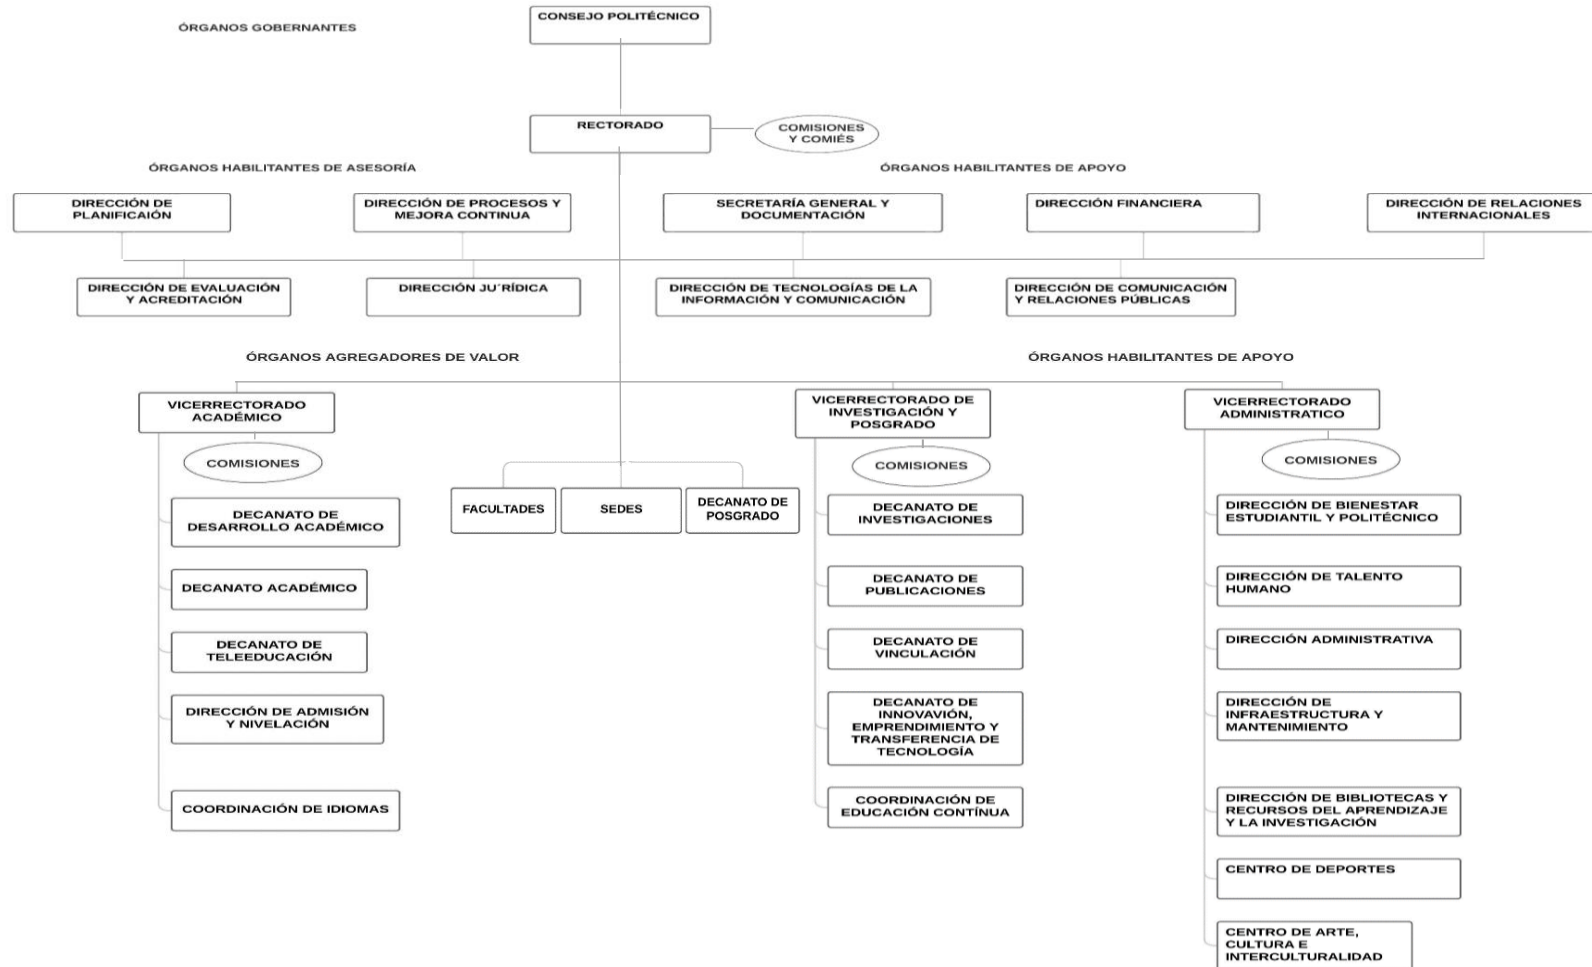 CONSEJO POLITÉCNICO
ÓRGANOS GOBERNANTES
RECTORADO
COMISIONES
Y COMIÉS
ÓRGANOS HABILITANTES DE ASESORÍA
ÓRGANOS HABILITANTES DE APOYO
DIRECCIÓN DE
PLANIFICAIÓN
DIRECCIÓN DE PROCESOS Y
MEJORA CONTINUA
SECRETARÍA GENERAL Y
DOCUMENTACIÓN
DIRECCIÓN FINANCIERA
DIRECCIÓN DE RELACIONES
INTERNACIONALES
DIRECCIÓN DE EVALUACIÓN
Y ACREDITACIÓN
DIRECCIÓN JU´RÍDICA
DIRECCIÓN DE TECNOLOGÍAS DE LA
INFORMACIÓN Y COMUNICACIÓN
DIRECCIÓN DE COMUNICACIÓN
Y RELACIONES PÚBLICAS
ÓRGANOS AGREGADORES DE VALOR
ÓRGANOS HABILITANTES DE APOYO
VICERRECTORADO
ACADÉMICO
COMISIONES
DECANATO DE
DESARROLLO ACADÉMICO
DECANATO ACADÉMICO
DECANATO DE
TELEEDUCACIÓN
DIRECCIÓN DE ADMISIÓN
Y NIVELACIÓN
COORDINACIÓN DE IDIOMAS
FACULTADES
SEDES
DECANATO DE
POSGRADO
VICERRECTORADO DE
INVESTIGACIÓN Y
POSGRADO
COMISIONES
DECANATO DE
INVESTIGACIONES
DECANATO DE
PUBLICACIONES
DECANATO DE
VINCULACIÓN
DECANATO DE
INNOVAVIÓN,
EMPRENDIMIENTO Y
TRANSFERENCIA DE
TECNOLOGÍA
COORDINACIÓN DE
EDUCACIÓN CONTÍNUA
VICERRECTORADO
ADMINISTRATICO
COMISIONES
DIRECCIÓN DE BIENESTAR
ESTUDIANTIL Y POLITÉCNICO
DIRECCIÓN DE TALENTO
HUMANO
DIRECCIÓN ADMINISTRATIVA
DIRECCIÓN DE
INFRAESTRUCTURA Y
MANTENIMIENTO
DIRECCIÓN DE BIBLIOTECAS Y
RECURSOS DEL APRENDIZAJE
Y LA INVESTIGACIÓN
CENTRO DE DEPORTES
CENTRO DE ARTE,
CULTURA E
INTERCULTURALIDAD